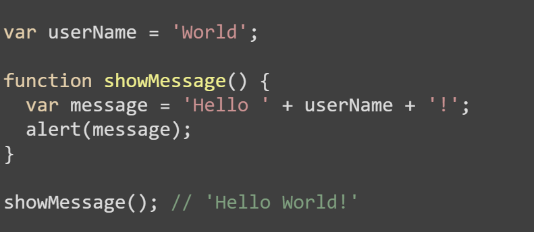 var userName = 'World';
function showMessage() {
  var message = 'Hello ' + userName + '!';
  alert(message);
}
showMessage(); // 'Hello World!'